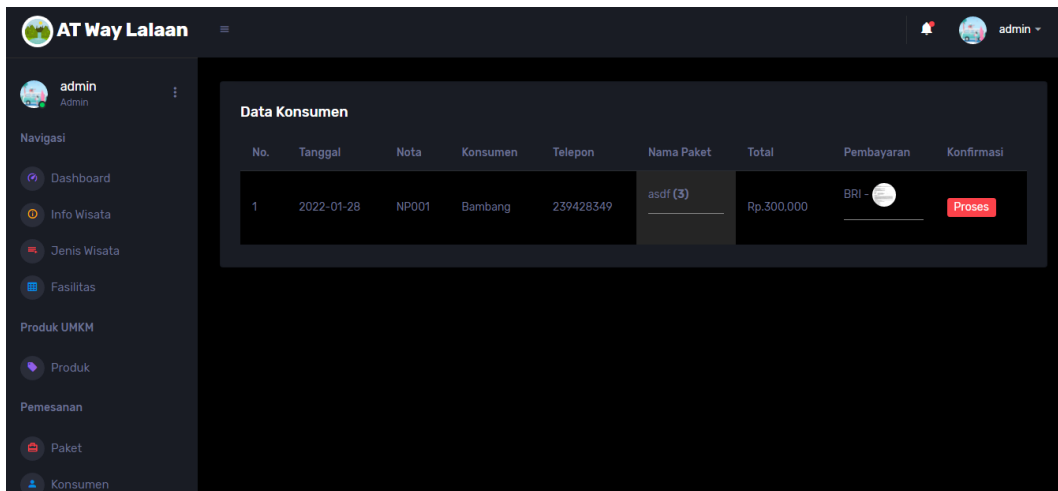 AT Way Lalaan
admin
admin
Admin
Navigasi
Dashboard
Info Wisata
Jenis Wisata
Fasilitas
Produk UMKM
Produk
Pemesanan
Paket
Konsumen
Data Konsumen
No. Tanggal Nota Konsumen Telepon Nama Paket Total Pembayaran Konfirmasi
1 2022-01-28 NP001 Bambang 239428349 asdf (3) Rp.300,000 BRI - Proses